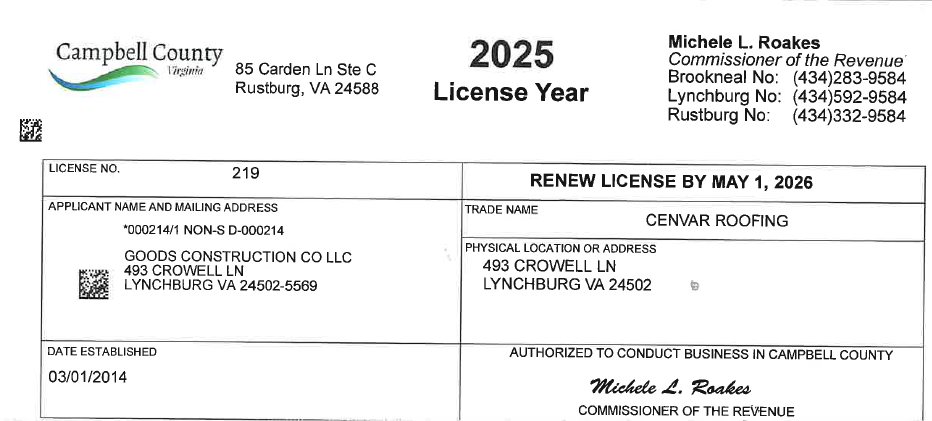 Campbell County
Virginia
85 Carden Ln Ste C
Rustburg, VA 24588
2025
License Year
Michele L. Roakes
Commissioner of the Revenue
Brookneal No: (434)283-9584
Lynchburg No: (434)592-9584
Rustburg No: (434)332-9584
LICENSE NO.
219
RENEW LICENSE BY MAY 1, 2026
APPLICANT NAME AND MAILING ADDRESS
*000214/1 NON-S D-000214
GOODS CONSTRUCTION CO LLC
493 CROWELL LN
LYNCHBURG VA 24502-5569
TRADE NAME
CENVAR ROOFING
PHYSICAL LOCATION OR ADDRESS
493 CROWELL LN
LYNCHBURG VA 24502
DATE ESTABLISHED
03/01/2014
AUTHORIZED TO CONDUCT BUSINESS IN CAMPBELL COUNTY
Michele L. Roakes
COMMISSIONER OF THE REVENUE